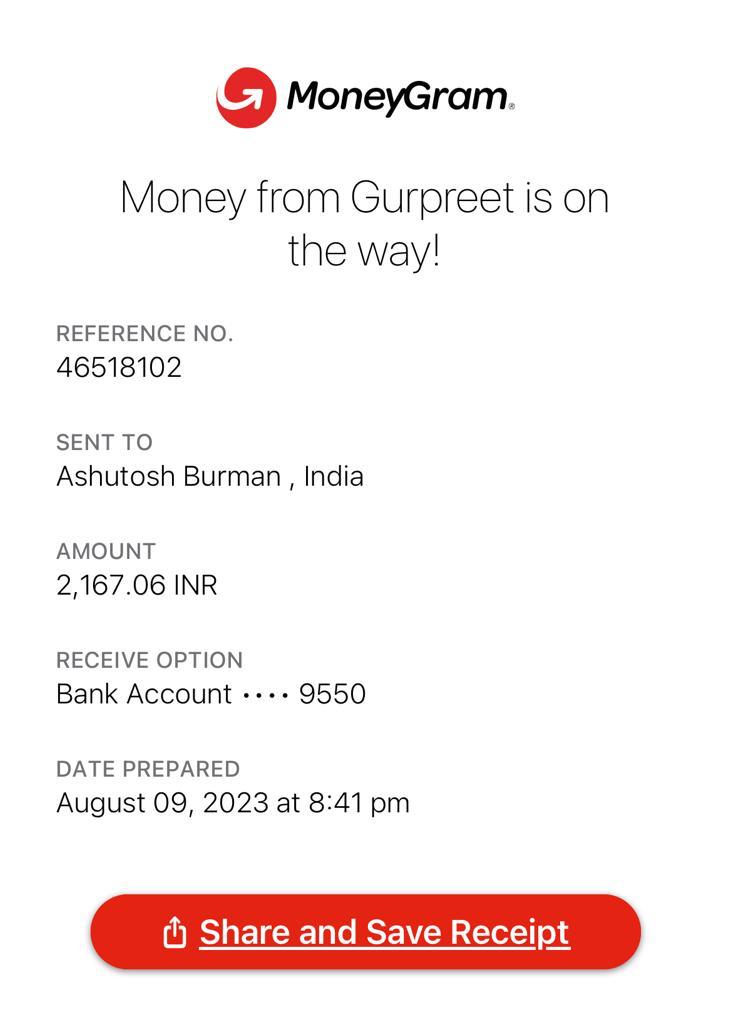 MoneyGram®
Money from Gurpreet is on
the way!
REFERENCE NO.
46518102
SENT TO
Ashutosh Burman , India
AMOUNT
2,167.06 INR
RECEIVE OPTION
Bank Account •••• 9550
DATE PREPARED
August 09, 2023 at 8:41 pm
Share and Save Receipt